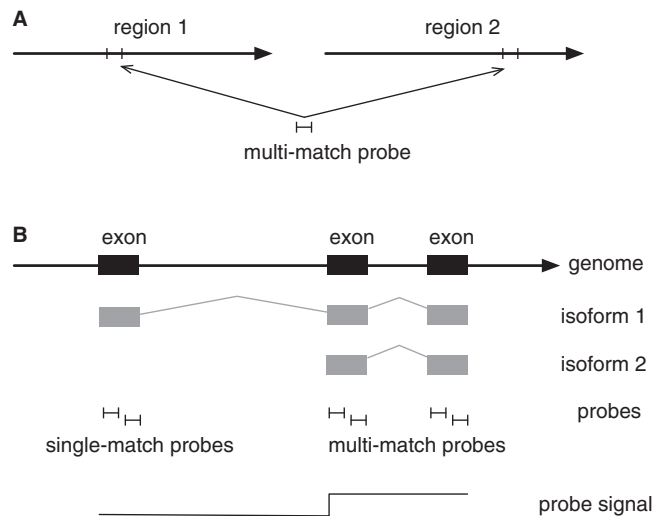 A
region 1
region 2
multi-match probe
B
exon
exon
exon
genome
isoform 1
isoform 2
probes
single-match probes
multi-match probes
probe signal